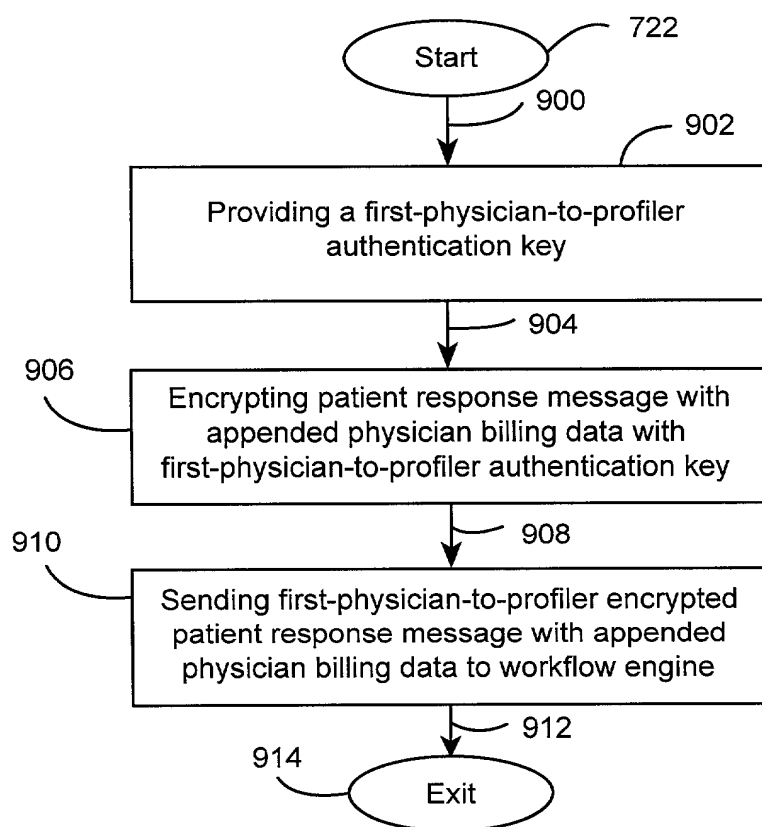 722
Start
900
902
Providing a first-physician-to-profiler
authentication key
904
906
Encrypting patient response message with
appended physician billing data with
first-physician-to-profiler authentication key
908
910
Sending first-physician-to-profiler encrypted
patient response message with appended
physician billing data to workflow engine
912
914
Exit